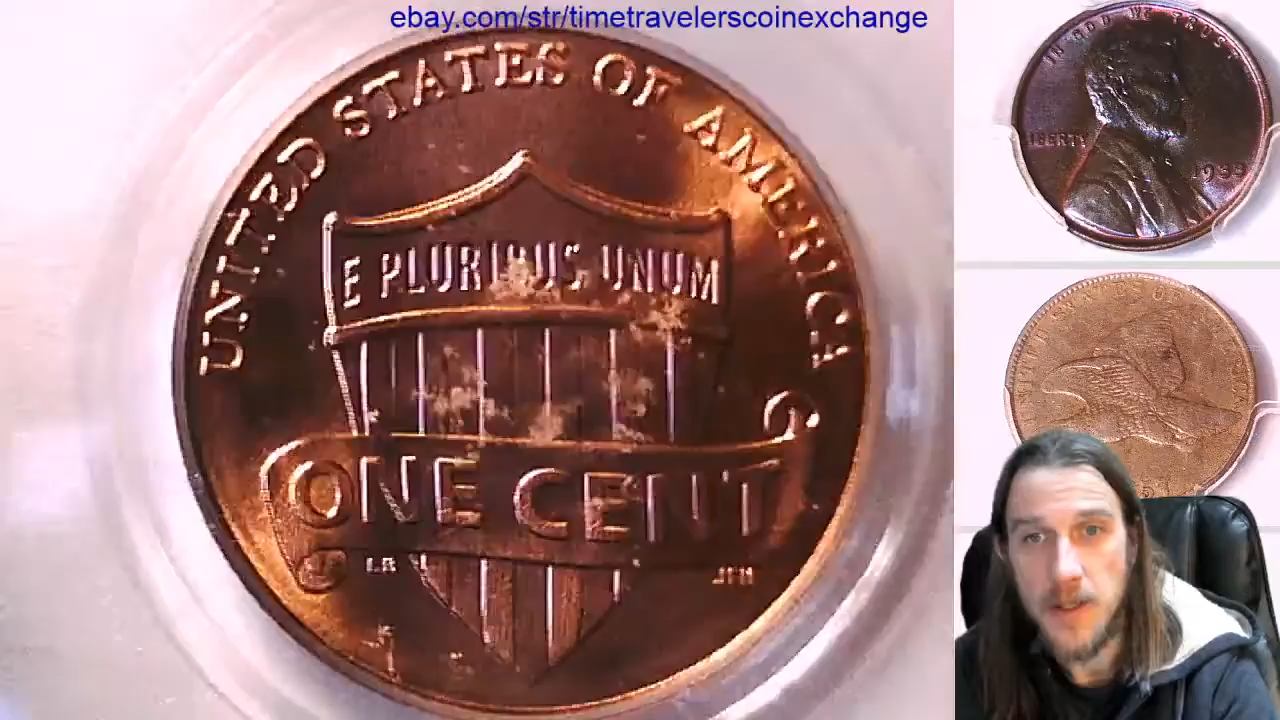 ebay.com/str/timetravelerscoinexchange
UNITED STATES OF AMERICA
E PLURIBUS UNUM
ONE CENT
LB JFM
IN GOD WE TRUST
LIBERTY
1933